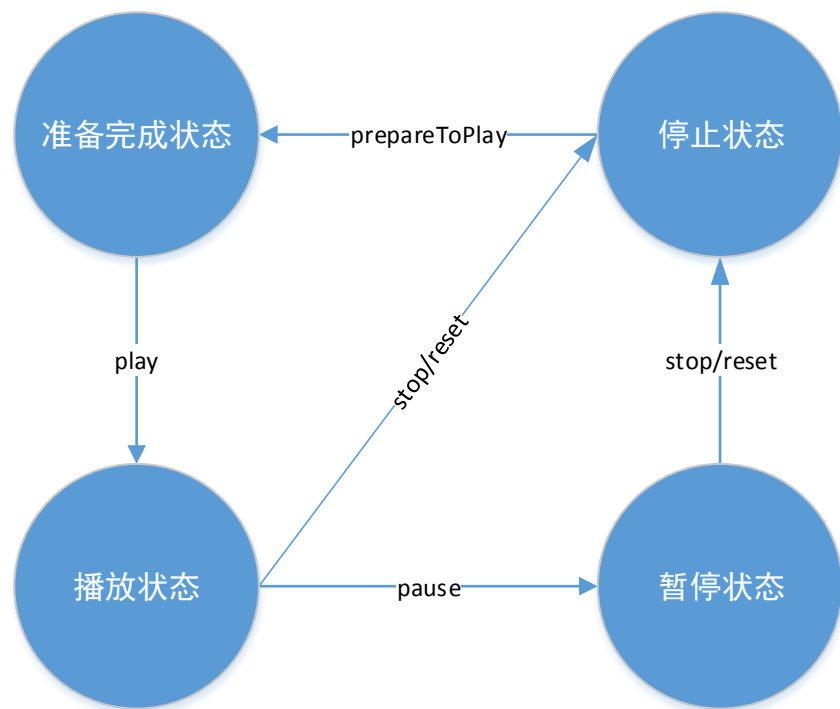 准备完成状态
prepareToPlay
停止状态
play
stop/reset
stop/reset
播放状态
pause
暂停状态